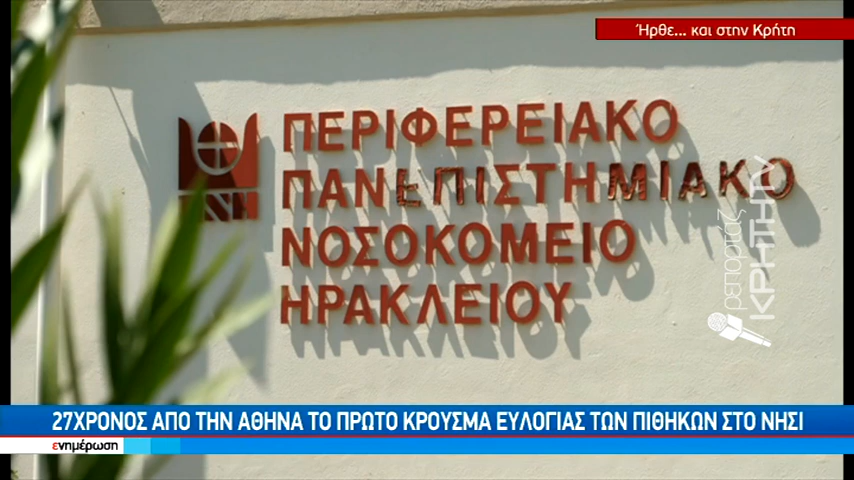 Ήρθε... και στην Κρήτη
ΠΕΡΙΦΕΡΕΙΑΚΟ
ΠΑΝΕΠΙΣΤΗΜΙΑΚΟ
ΝΟΣΟΚΟΜΕΙΟ
ΗΡΑΚΛΕΙΟΥ
ρεπορτάζ
ΚΡΗΤΗTV
27ΧΡΟΝΟΣ ΑΠΟ ΤΗΝ ΑΘΗΝΑ ΤΟ ΠΡΩΤΟ ΚΡΟΥΣΜΑ ΕΥΛΟΓΙΑΣ ΤΩΝ ΠΙΘΗΚΩΝ ΣΤΟ ΝΗΣΙ
ενημέρωση